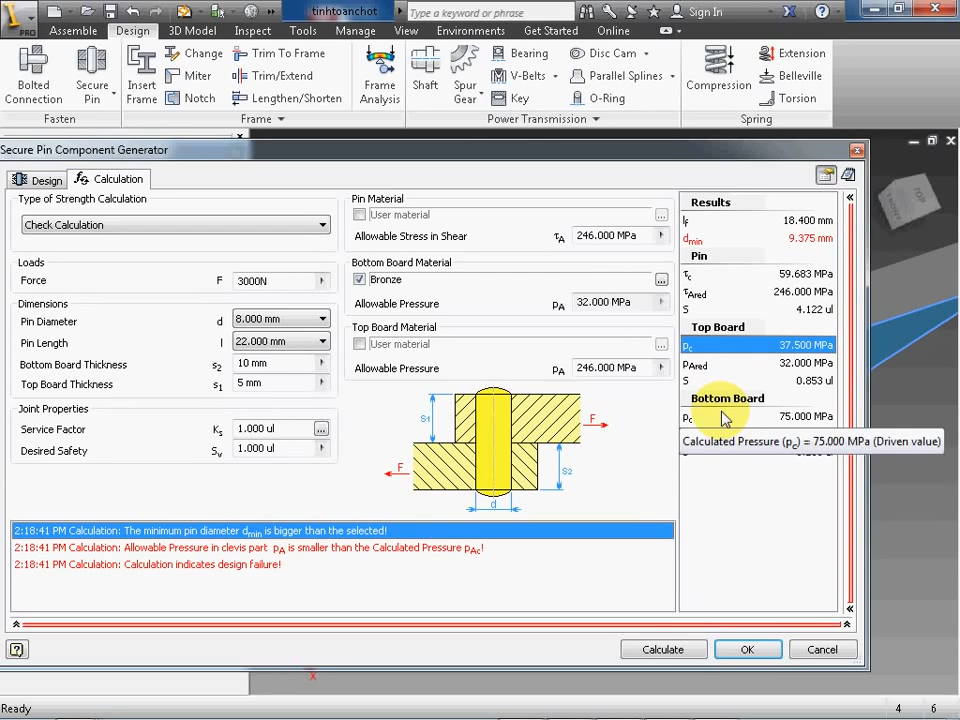 tinhtoanchot
Type a keyword or phrase
Sign In
PRO
Assemble Design 3D Model Inspect Tools Manage View Environments Get Started Online
Bolted Connection
Secure Pin
Fasten
Insert Frame
Change
Miter
Notch
Trim To Frame
Trim/Extend
Lengthen/Shorten
Frame Analysis
Frame
Shaft
Spur Gear
Bearing
V-Belts
Key
Disc Cam
Parallel Splines
O-Ring
Power Transmission
Compression
Extension
Belleville
Torsion
Spring
Secure Pin Component Generator
Design
Calculation
Type of Strength Calculation
Check Calculation
Loads
Force F 3000N
Dimensions
Pin Diameter d 8.000 mm
Pin Length l 22.000 mm
Bottom Board Thickness s2 10 mm
Top Board Thickness s1 5 mm
Joint Properties
Service Factor Ks 1.000 ul ...
Desired Safety Sv 1.000 ul
Pin Material
User material ...
Allowable Stress in Shear τA 246.000 MPa
Bottom Board Material
Bronze ...
Allowable Pressure pA 32.000 MPa
Top Board Material
User material ...
Allowable Pressure pA 246.000 MPa
S1
F
F
S2
d
Results
lf 18.400 mm
dmin 9.375 mm
Pin
τc 59.683 MPa
τAred 246.000 MPa
S 4.122 ul
Top Board
pc 37.500 MPa
pAred 32.000 MPa
S 0.853 ul
Bottom Board
pc 75.000 MPa
Calculated Pressure (pc) = 75.000 MPa (Driven value)
2:18:41 PM Calculation: The minimum pin diameter dmin is bigger than the selected!
2:18:41 PM Calculation: Allowable Pressure in clevis part pA is smaller than the Calculated Pressure pAc!
2:18:41 PM Calculation: Calculation indicates design failure!
Calculate
OK
Cancel
X
Ready
4 6
TOP